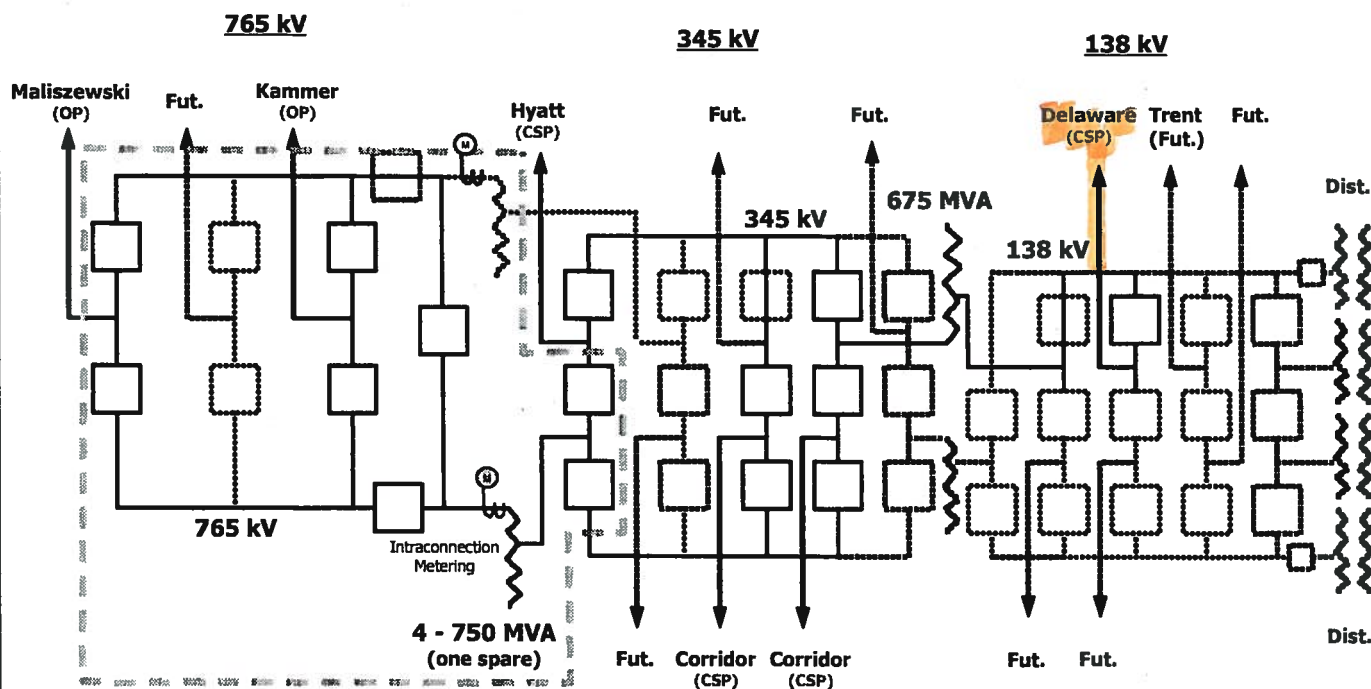 765 kV
345 kV
138 kV
Maliszewski
(OP)
Fut.
Kammer
(OP)
Hyatt
(CSP)
Fut.
Fut.
Delaware
(CSP)
Trent
(Fut.)
Fut.
Dist.
M
675 MVA
345 kV
138 kV
M
765 kV
Intraconnection
Metering
4 - 750 MVA
(one spare)
Fut.
Corridor
(CSP)
Corridor
(CSP)
Fut.
Fut.
Dist.